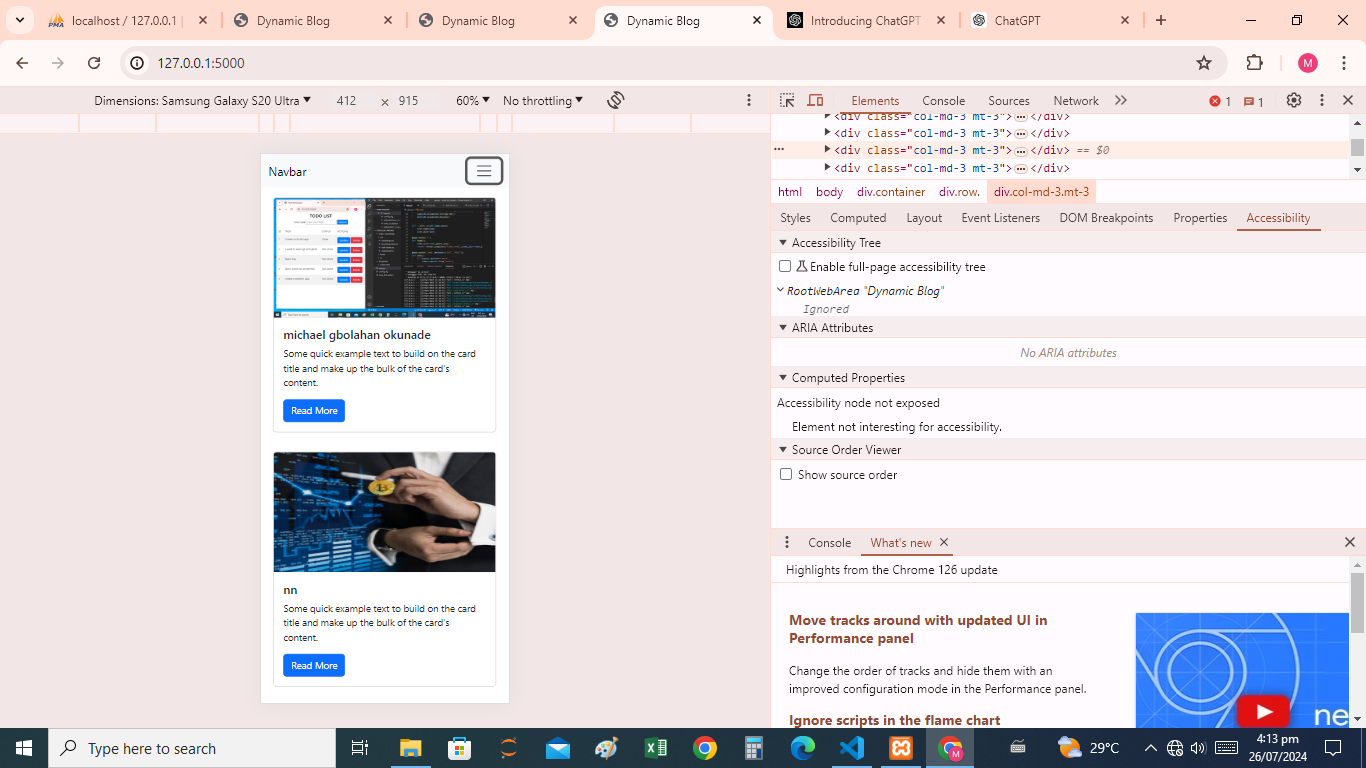 localhost / 127.0.0.1 |
Dynamic Blog
Dynamic Blog
Dynamic Blog
Introducing ChatGPT
ChatGPT
127.0.0.1:5000
M
Dimensions: Samsung Galaxy S20 Ultra ▼ 412 × 915 60% ▼ No throttling ▼
Elements Console Sources Network 1 1
<div class="col-md-3 mt-3"> … </div>
<div class="col-md-3 mt-3"> … </div>
<div class="col-md-3 mt-3"> … </div> == $0
<div class="col-md-3 mt-3"> … </div>
html body div.container div.row. div.col-md-3.mt-3
Styles Computed Layout Event Listeners DOM Breakpoints Properties Accessibility
Accessibility Tree
Enable full-page accessibility tree
RootWebArea "Dynamic Blog"
Ignored
ARIA Attributes
No ARIA attributes
Computed Properties
Accessibility node not exposed
Element not interesting for accessibility.
Source Order Viewer
Show source order
Console What's new
Highlights from the Chrome 126 update
Move tracks around with updated UI in
Performance panel
Change the order of tracks and hide them with an
improved configuration mode in the Performance panel.
Ignore scripts in the flame chart
ne
Navbar
TODO LIST
michael gbolahan okunade
Some quick example text to build on the card
title and make up the bulk of the card's
content.
Read More
nn
Some quick example text to build on the card
title and make up the bulk of the card's
content.
Read More
Type here to search
29°C
4:13 pm
26/07/2024